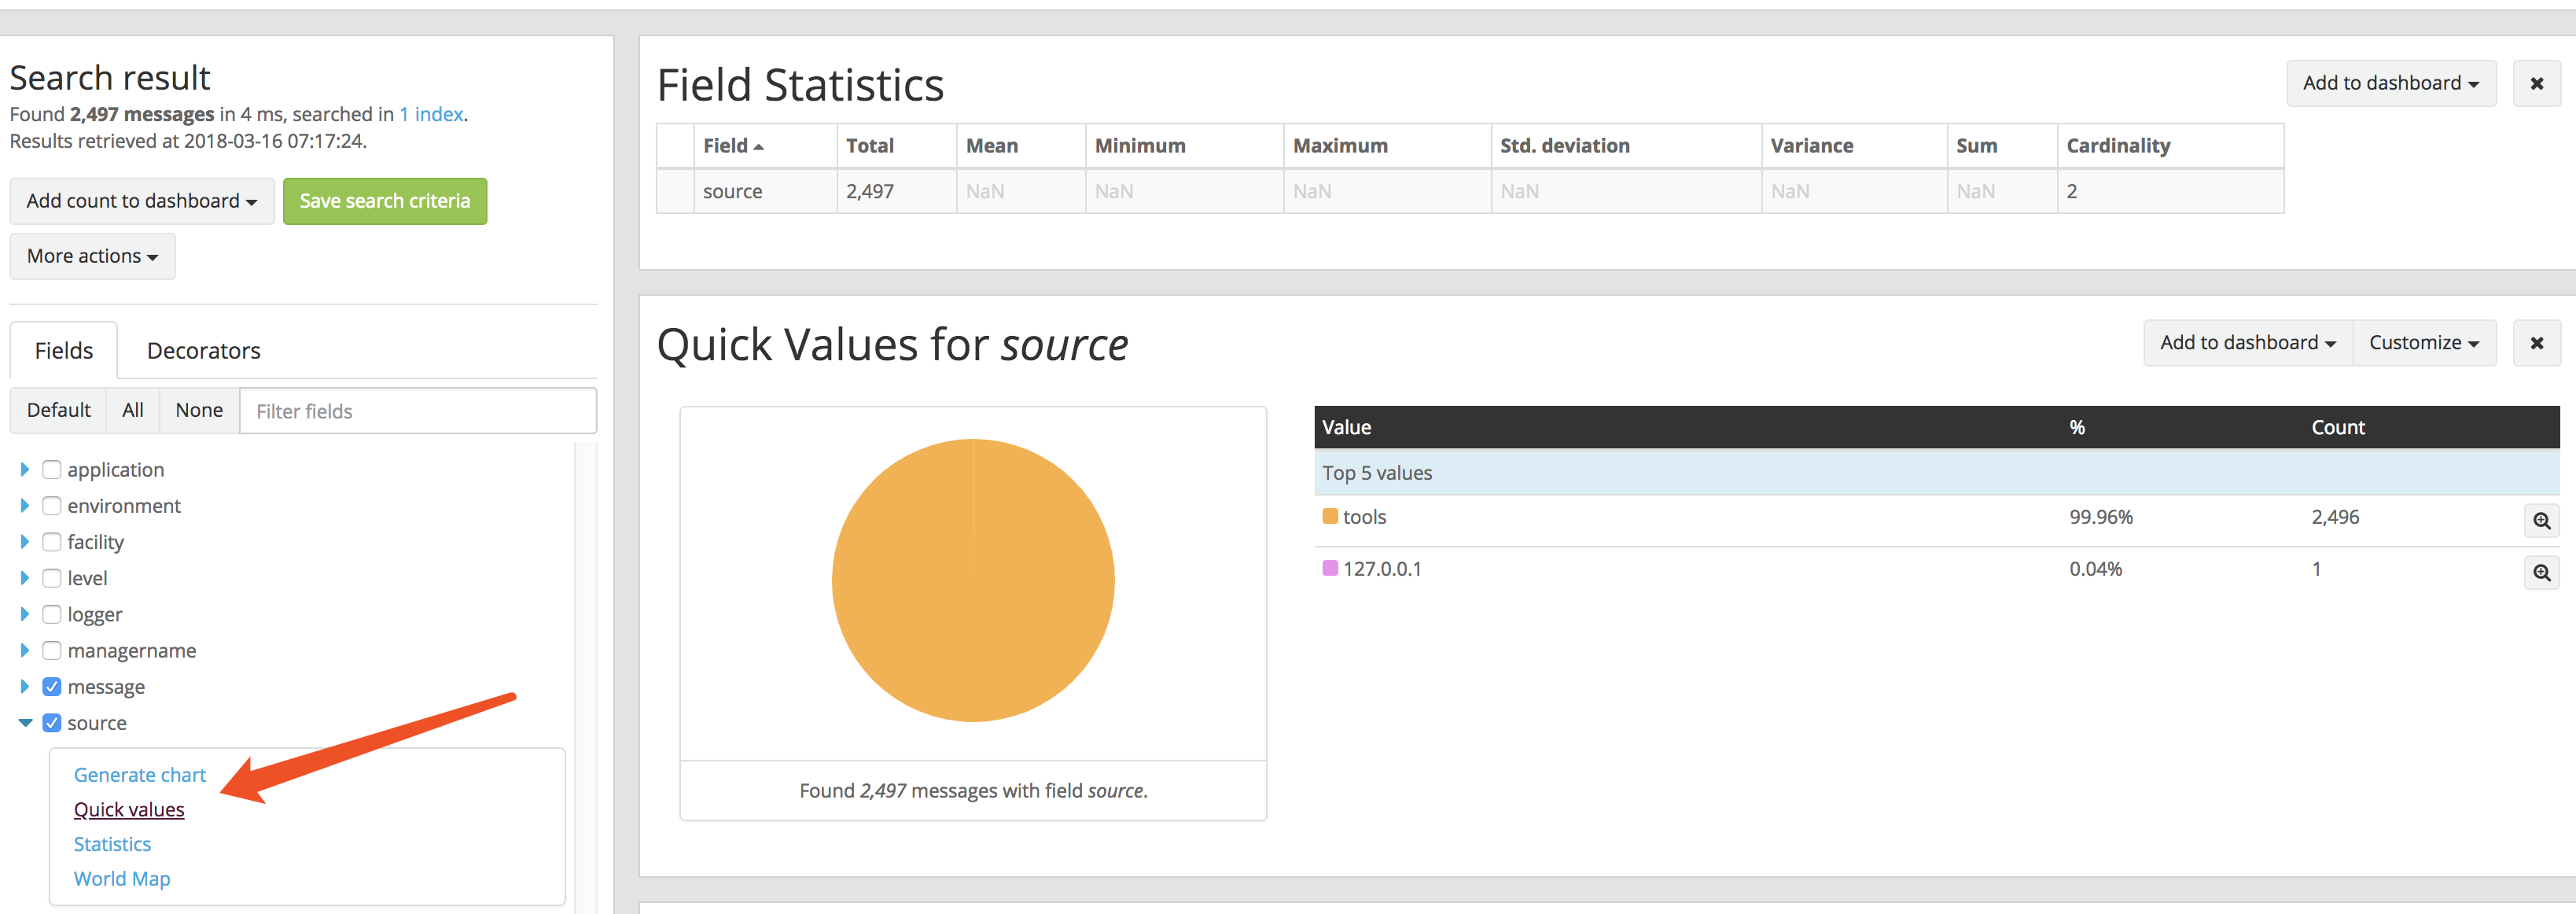 Search result
Found 2,497 messages in 4 ms, searched in 1 index.
Results retrieved at 2018-03-16 07:17:24.
Add count to dashboard
Save search criteria
More actions
Fields
Decorators
Default
All
None
Filter fields
application
environment
facility
level
logger
managername
message
source
Generate chart
Quick values
Statistics
World Map
Field Statistics
Add to dashboard
Field Total Mean Minimum Maximum Std. deviation Variance Sum Cardinality
source 2,497 NaN NaN NaN NaN NaN NaN 2
Quick Values for source
Add to dashboard
Customize
Found 2,497 messages with field source.
Value % Count
Top 5 values
tools 99.96% 2,496
127.0.0.1 0.04% 1